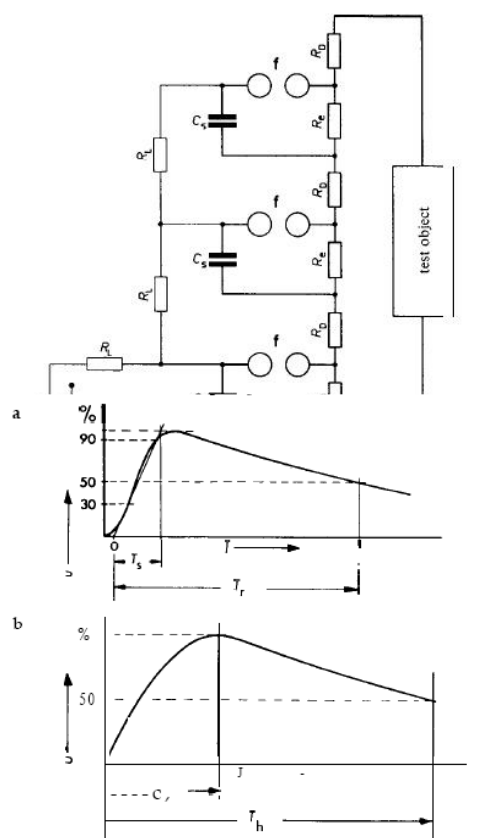 R_D
f
C_s
R_e
R_L
R_D
f
test object
C_s
R_e
R_L
R_D
R_L
f
a
%
90
50
30
0
T
T_s
T_r
b
%
50
C
T_h